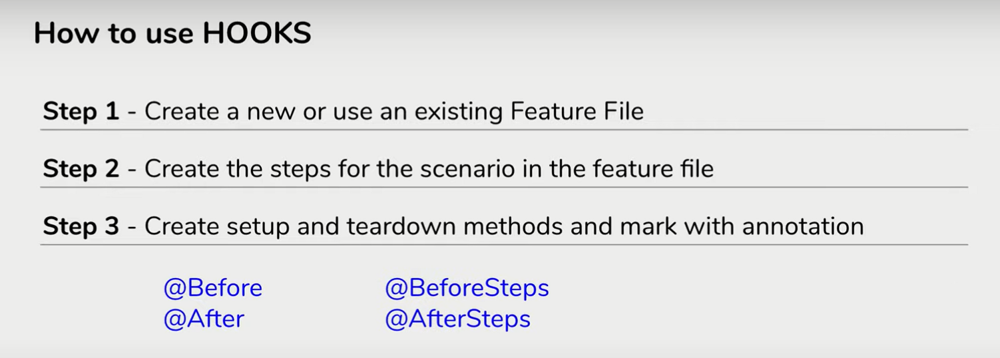 How to use HOOKS
Step 1 - Create a new or use an existing Feature File
Step 2 - Create the steps for the scenario in the feature file
Step 3 - Create setup and teardown methods and mark with annotation
@Before @BeforeSteps
@After @AfterSteps